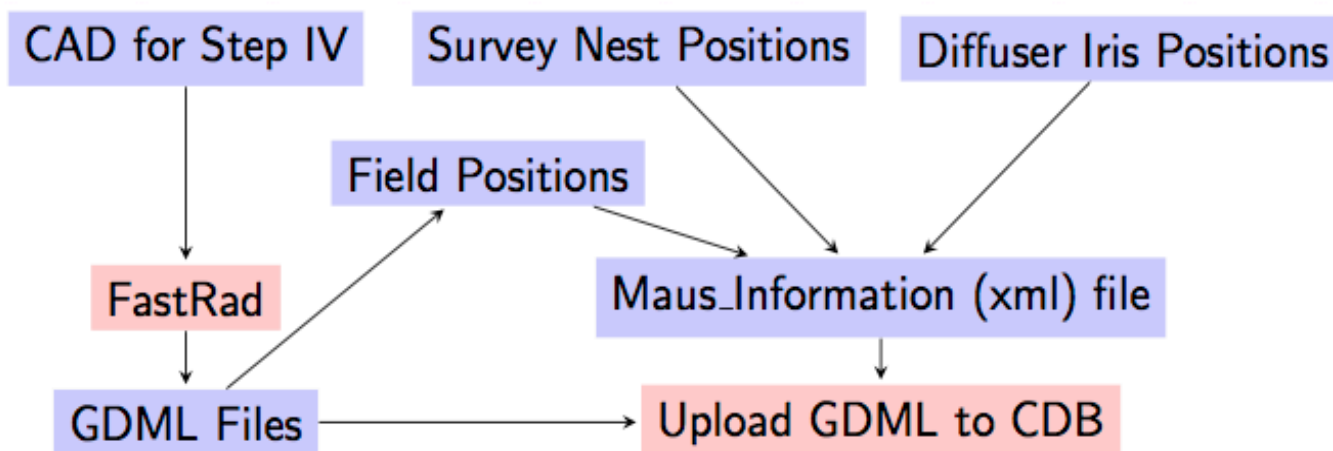 CAD for Step IV
Survey Nest Positions
Diffuser Iris Positions
Field Positions
FastRad
Maus_Information (xml) file
GDML Files
Upload GDML to CDB